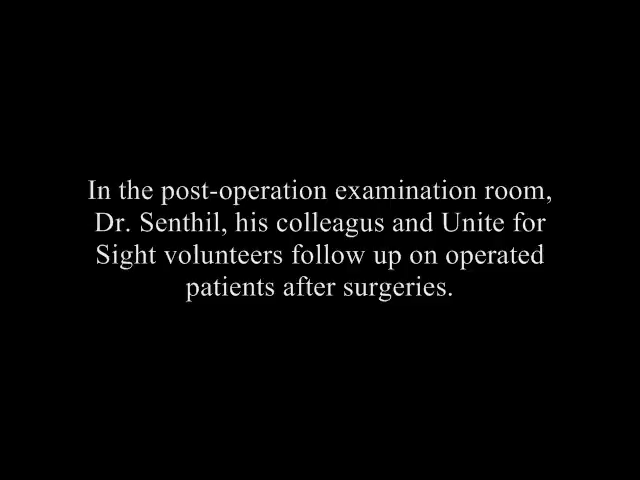 In the post-operation examination room,
Dr. Senthil, his colleagus and Unite for
Sight volunteers follow up on operated
patients after surgeries.